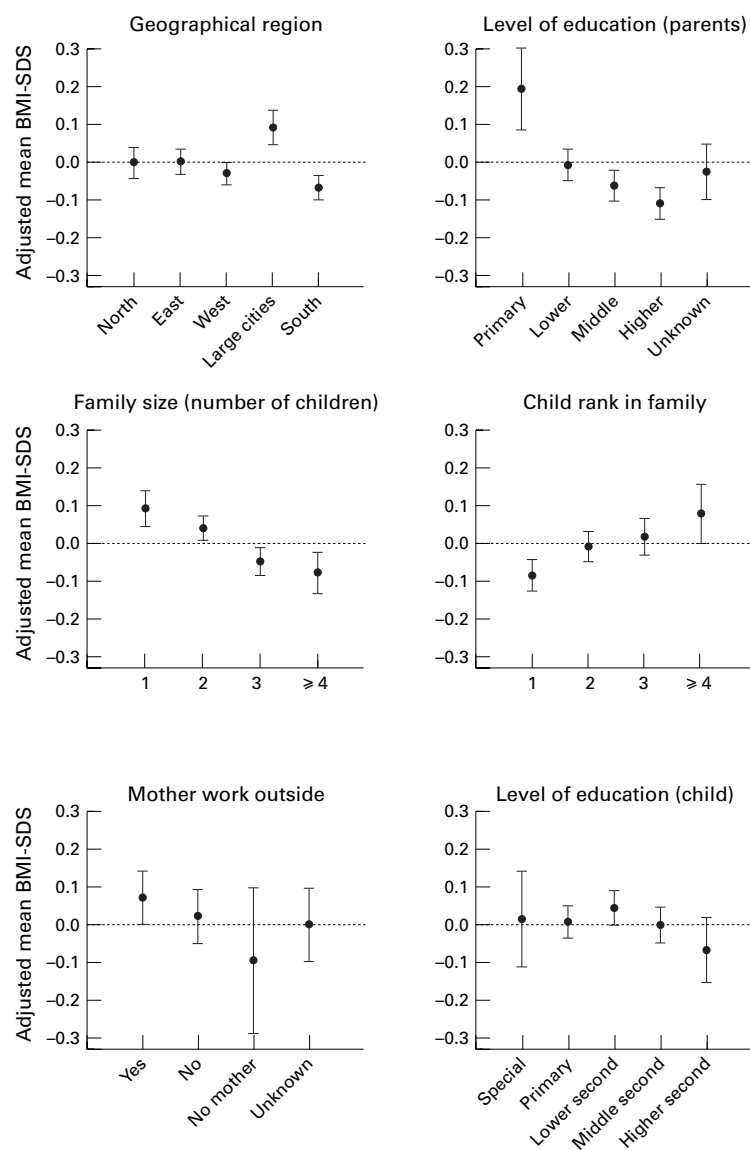 Geographical region
Adjusted mean BMI-SDS
0.3
0.2
0.1
0.0
–0.1
–0.2
–0.3
North
East
West
Large cities
South
Level of education (parents)
0.3
0.2
0.1
0.0
–0.1
–0.2
–0.3
Primary
Lower
Middle
Higher
Unknown
Family size (number of children)
Adjusted mean BMI-SDS
0.3
0.2
0.1
0.0
–0.1
–0.2
–0.3
1 2 3 ⩾ 4
Child rank in family
0.3
0.2
0.1
0.0
–0.1
–0.2
–0.3
1 2 3 ⩾ 4
Mother work outside
Adjusted mean BMI-SDS
0.3
0.2
0.1
0.0
–0.1
–0.2
–0.3
Yes
No
No mother
Unknown
Level of education (child)
0.3
0.2
0.1
0.0
–0.1
–0.2
–0.3
Special
Primary
Lower second
Middle second
Higher second